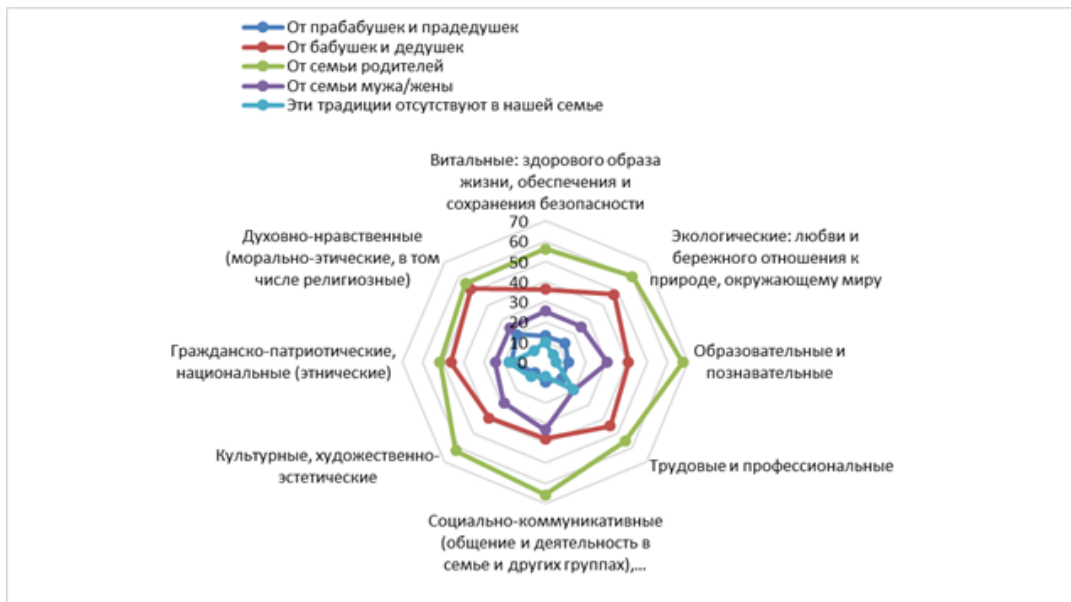 От прабабушек и прадедушек
От бабушек и дедушек
От семьи родителей
От семьи мужа/жены
Эти традиции отсутствуют в нашей семье
Витальные: здорового образа
жизни, обеспечения и
сохранения безопасности
Экологические: любви и
бережного отношения к
природе, окружающему миру
Образовательные и
познавательные
Трудовые и профессиональные
Социально-коммуникативные
(общение и деятельность в
семье и других группах),...
Культурные, художественно-
эстетические
Гражданско-патриотические,
национальные (этнические)
Духовно-нравственные
(морально-этические, в том
числе религиозные)
70
60
50
40
30
20
10
0